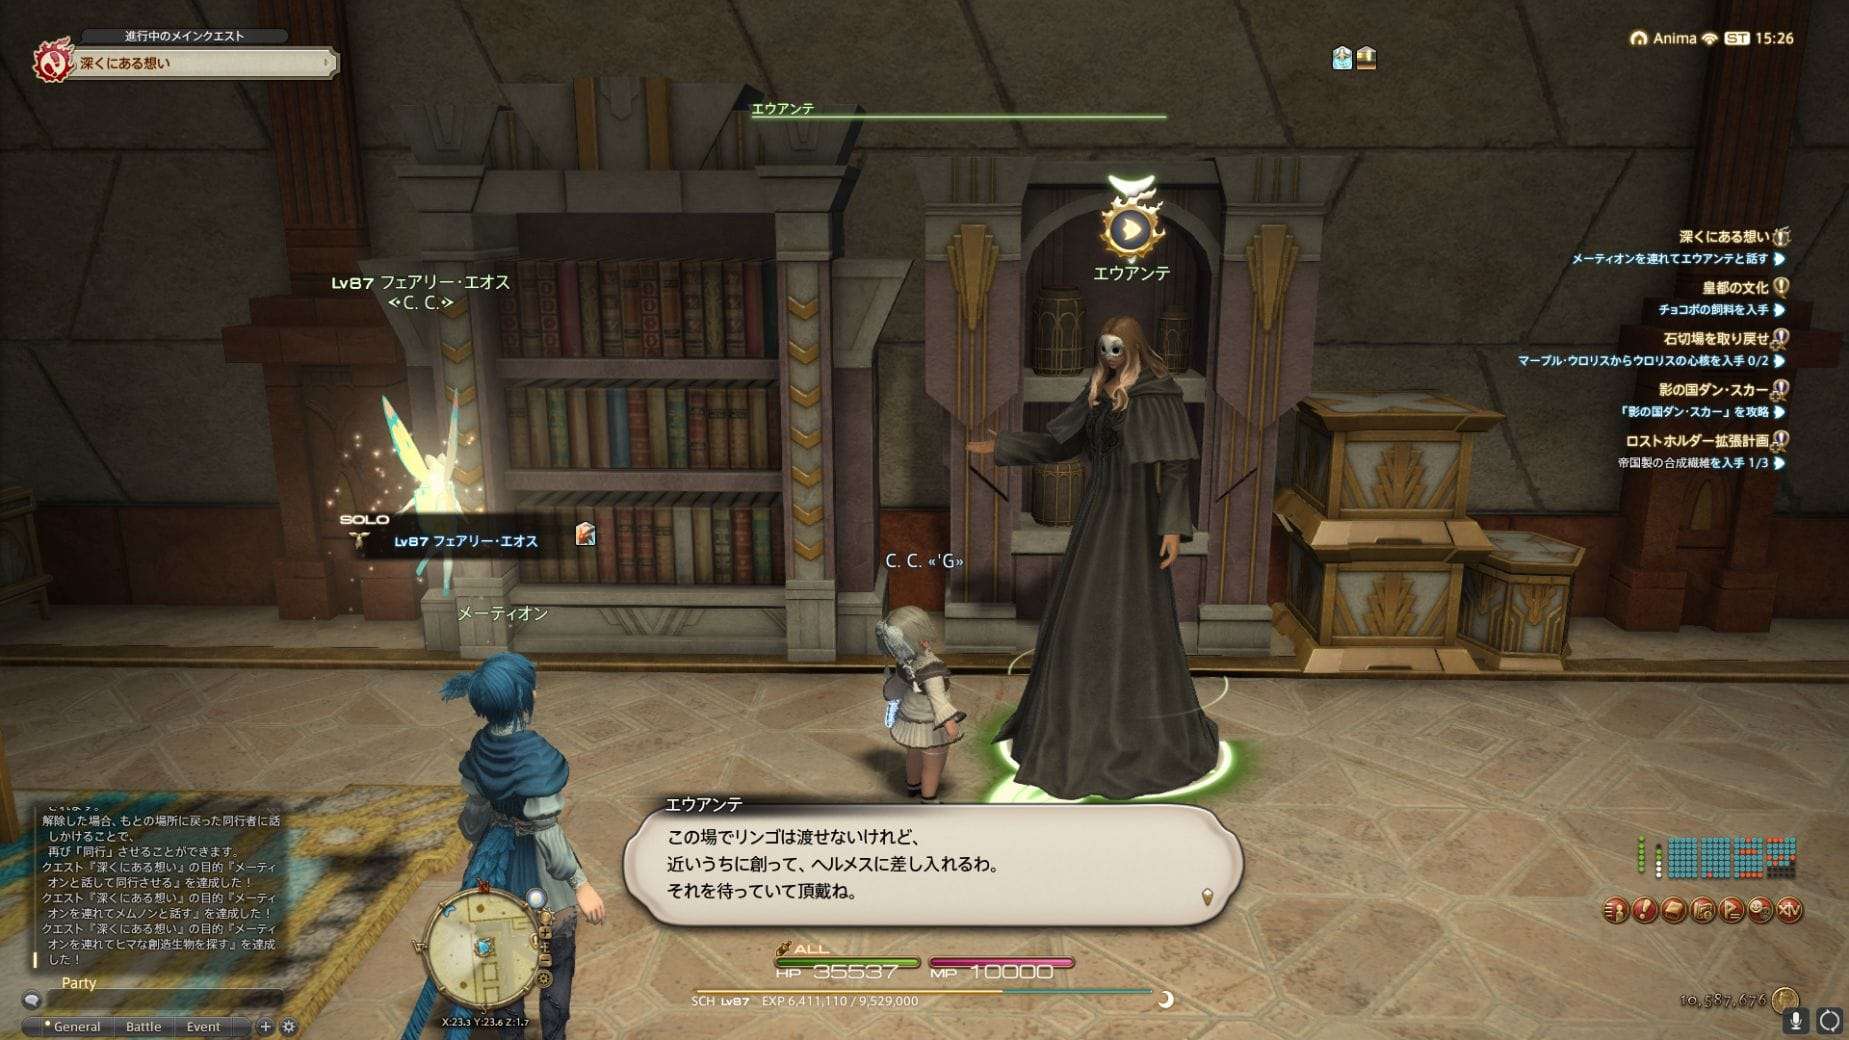 進行中のメインクエスト
深くにある想い
Anima ST 15:26
エウアンテ
エウアンテ
Lv87 フェアリー・エオス
«C. C.»
深くにある想い
メーティオンを連れてエウアンテと話す
皇都の文化
チョコボの飼料を入手
石切場を取り戻せ
マーブル・ウロリスからウロリスの心核を入手 0/2
影の国ダン・スカー
「影の国ダン・スカー」を攻略
ロストホルダー拡張計画
帝国製の合成繊維を入手 1/3
SOLO
Lv87 フェアリー・エオス
C. C. «'G»
メーティオン
エウアンテ
この場でリンゴは渡せないけれど、
近いうちに創って、ヘルメスに差し入れるわ。
それを待っていて頂戴ね。
解除した場合、もとの場所に戻った同行者に話
しかけることで、
再び「同行」させることができます。
クエスト『深くにある想い』の目的『メーティ
オンと話して同行させる』を達成した！
クエスト『深くにある想い』の目的『メーティ
オンを連れてメムノンと話す』を達成した！
クエスト『深くにある想い』の目的『メーティ
オンを連れてヒマな創造生物を探す』を達成
した！
Party
General Battle Event
X:23.3 Y:23.6 Z:1.7
ALL
HP 35537 MP 10000
SCH Lv87 EXP 6,411,110 / 9,529,000
10,587,676
XIV